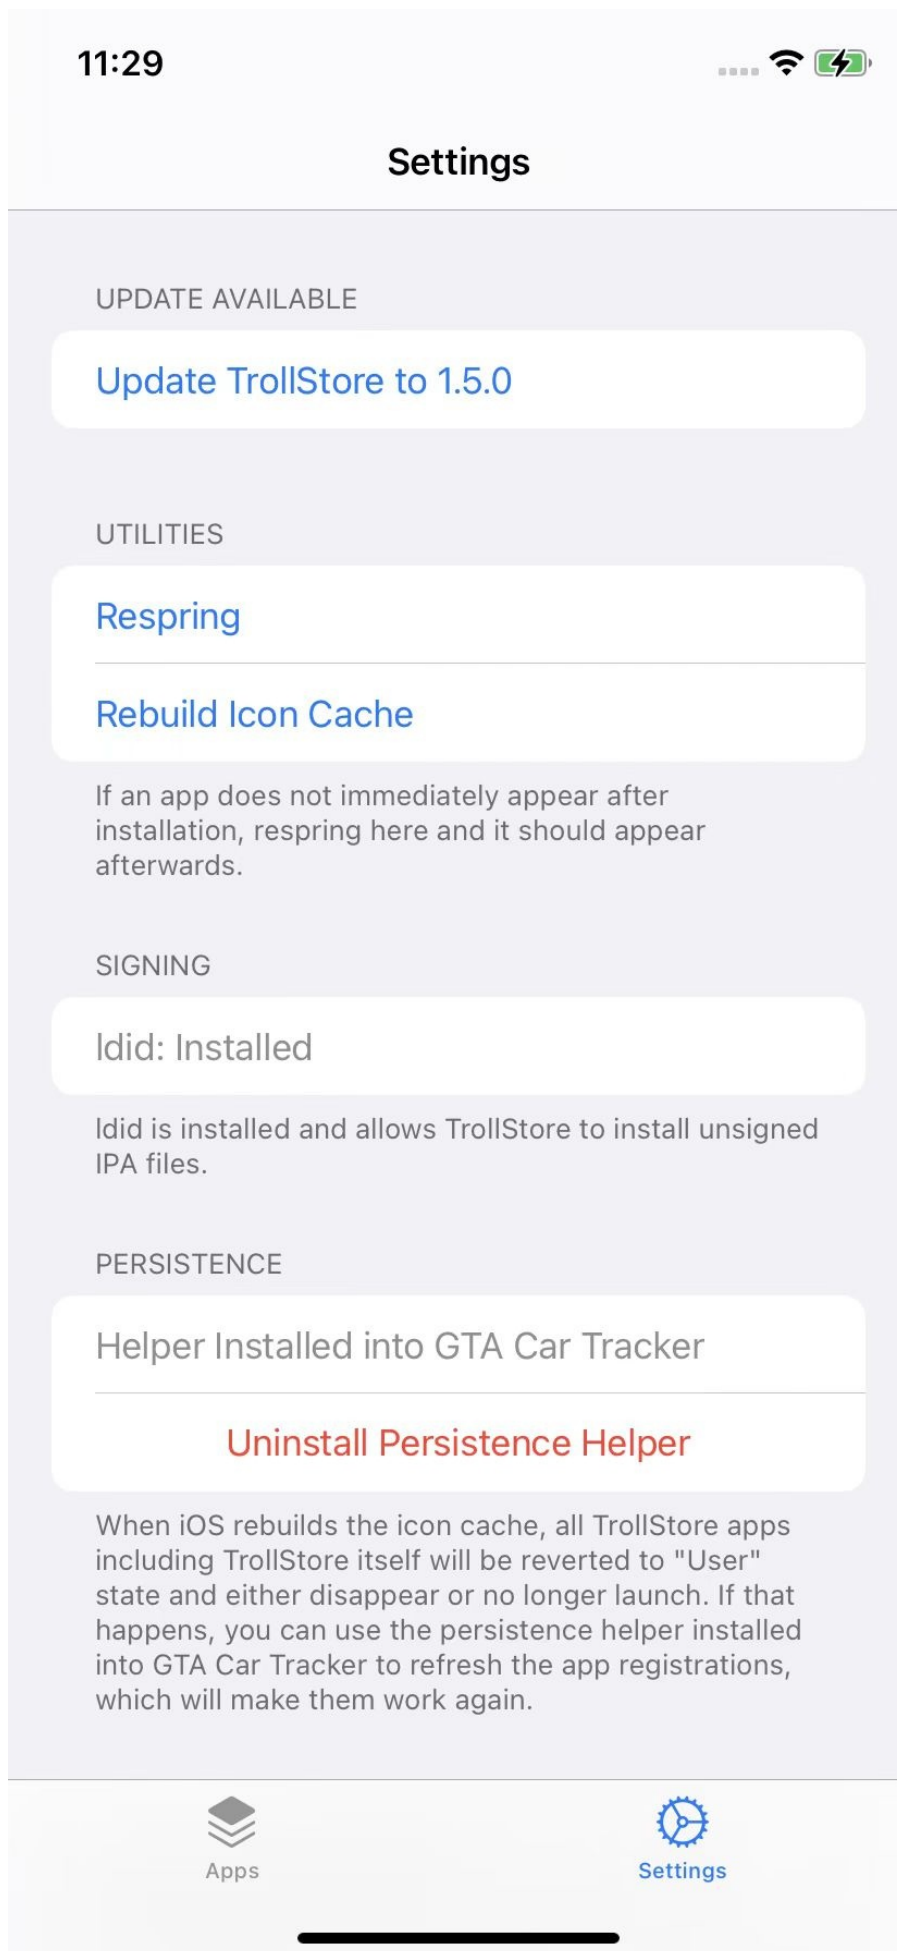 11:29
Settings
UPDATE AVAILABLE
Update TrollStore to 1.5.0
UTILITIES
Respring
Rebuild Icon Cache
If an app does not immediately appear after
installation, respring here and it should appear
afterwards.
SIGNING
ldid: Installed
ldid is installed and allows TrollStore to install unsigned
IPA files.
PERSISTENCE
Helper Installed into GTA Car Tracker
Uninstall Persistence Helper
When iOS rebuilds the icon cache, all TrollStore apps
including TrollStore itself will be reverted to "User"
state and either disappear or no longer launch. If that
happens, you can use the persistence helper installed
into GTA Car Tracker to refresh the app registrations,
which will make them work again.
Apps
Settings